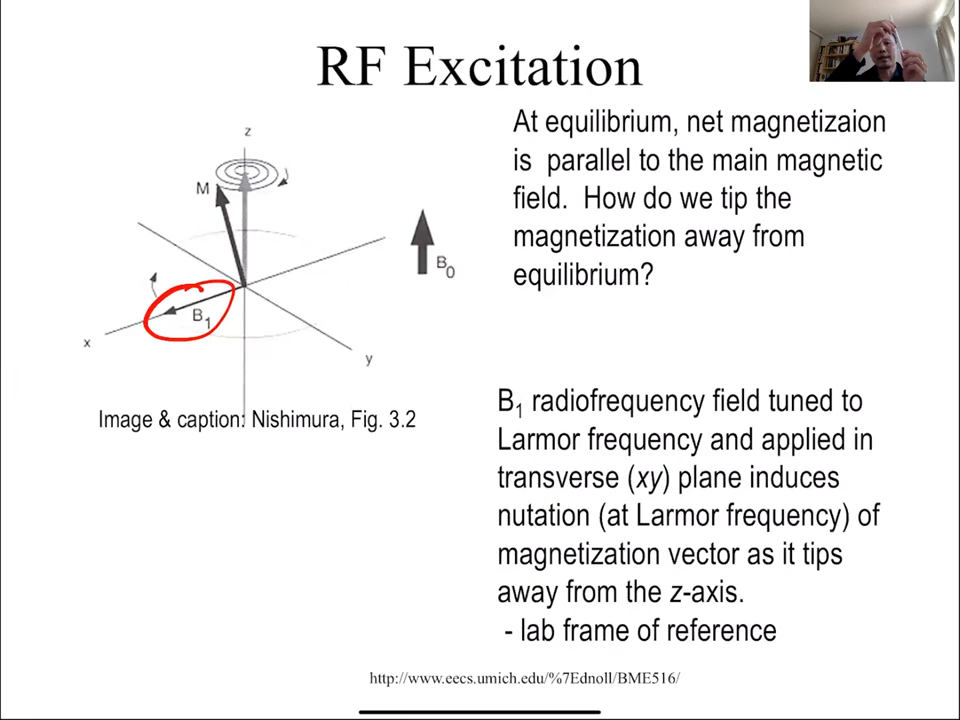 RF Excitation
At equilibrium, net magnetizaion
is parallel to the main magnetic
field. How do we tip the
magnetization away from
equilibrium?
z
M
B0
B1
x
y
Image & caption: Nishimura, Fig. 3.2
B1 radiofrequency field tuned to
Larmor frequency and applied in
transverse (xy) plane induces
nutation (at Larmor frequency) of
magnetization vector as it tips
away from the z-axis.
- lab frame of reference
http://www.eecs.umich.edu/%7Ednoll/BME516/